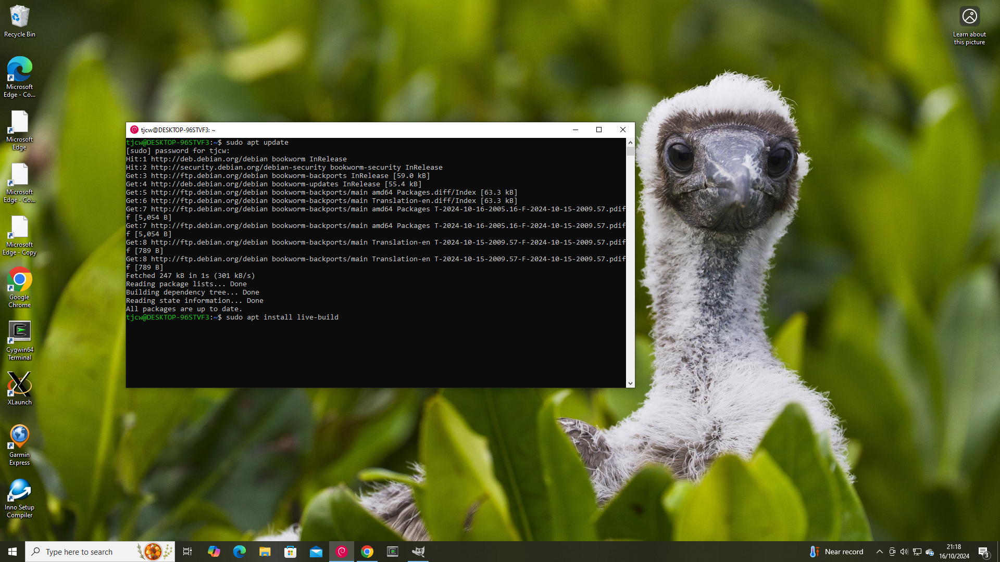 Recycle Bin
Microsoft
Edge - Co...
Microsoft
Edge
Microsoft
Edge - Co...
Microsoft
Edge - Copy
Google
Chrome
Cygwin64
Terminal
XLaunch
Garmin
Express
Inno Setup
Compiler
Learn about
this picture
tjcw@DESKTOP-96STVF3: ~
tjcw@DESKTOP-96STVF3:~$ sudo apt update
[sudo] password for tjcw:
Hit:1 http://deb.debian.org/debian bookworm InRelease
Hit:2 http://security.debian.org/debian-security bookworm-security InRelease
Get:3 http://ftp.debian.org/debian bookworm-backports InRelease [59.0 kB]
Get:4 http://deb.debian.org/debian bookworm-updates InRelease [55.4 kB]
Get:5 http://ftp.debian.org/debian bookworm-backports/main amd64 Packages.diff/Index [63.3 kB]
Get:6 http://ftp.debian.org/debian bookworm-backports/main Translation-en.diff/Index [63.3 kB]
Get:7 http://ftp.debian.org/debian bookworm-backports/main amd64 Packages T-2024-10-16-2005.16-F-2024-10-15-2009.57.pdif
f [5,054 B]
Get:7 http://ftp.debian.org/debian bookworm-backports/main amd64 Packages T-2024-10-16-2005.16-F-2024-10-15-2009.57.pdif
f [5,054 B]
Get:8 http://ftp.debian.org/debian bookworm-backports/main Translation-en T-2024-10-15-2009.57-F-2024-10-15-2009.57.pdif
f [789 B]
Get:8 http://ftp.debian.org/debian bookworm-backports/main Translation-en T-2024-10-15-2009.57-F-2024-10-15-2009.57.pdif
f [789 B]
Fetched 247 kB in 1s (301 kB/s)
Reading package lists... Done
Building dependency tree... Done
Reading state information... Done
All packages are up to date.
tjcw@DESKTOP-96STVF3:~$ sudo apt install live-build
Type here to search
Near record
21:18
16/10/2024
3